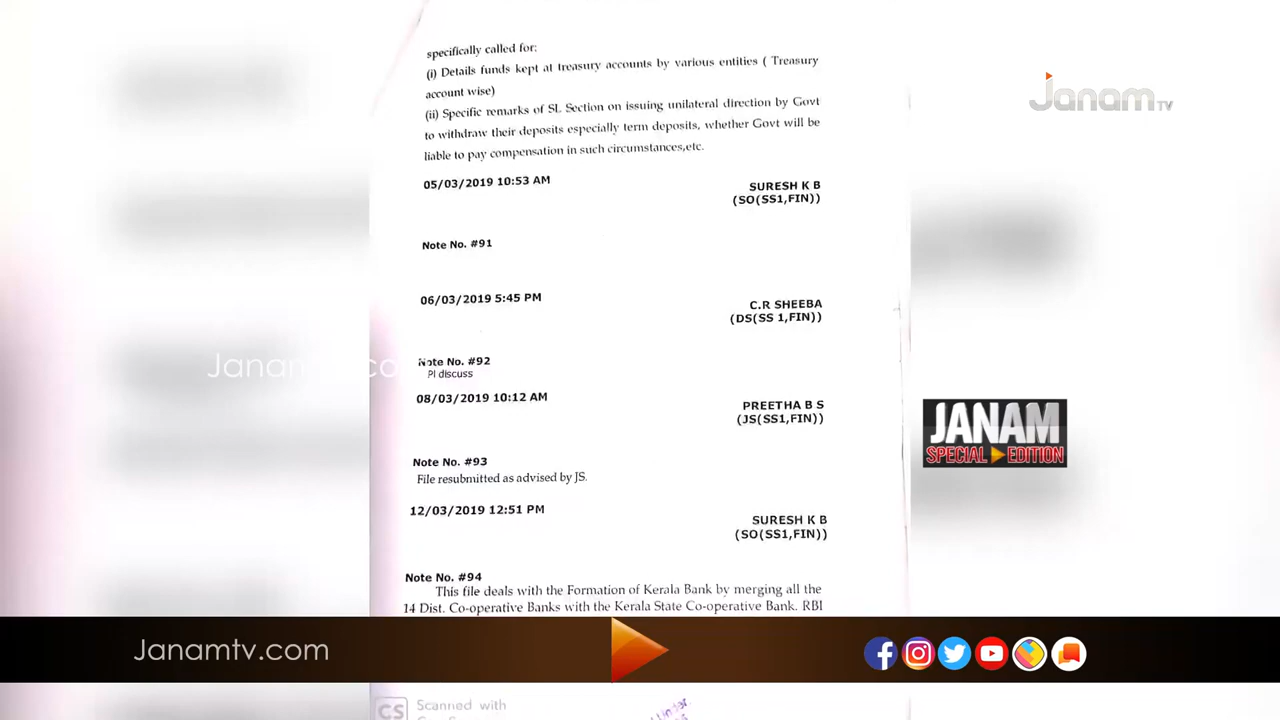 specifically called for:
(i) Details funds kept at treasury accounts by various entities ( Treasury
account wise)
(ii) Specific remarks of SL Section on issuing unilateral direction by Govt
to withdraw their deposits especially term deposits, whether Govt will be
liable to pay compensation in such circumstances,etc.
05/03/2019 10:53 AM
SURESH K B
(SO(SS1,FIN))
Note No. #91
06/03/2019 5:45 PM
C.R SHEEBA
(DS(SS 1,FIN))
Note No. #92
Pl discuss
08/03/2019 10:12 AM
PREETHA B S
(JS(SS1,FIN))
Note No. #93
File resubmitted as advised by JS.
12/03/2019 12:51 PM
SURESH K B
(SO(SS1,FIN))
Note No. #94
This file deals with the Formation of Kerala Bank by merging all the
14 Dist. Co-operative Banks with the Kerala State Co-operative Bank. RBI
Janam TV
JANAM
SPECIAL EDITION
Janamtv.com
CS
Scanned with